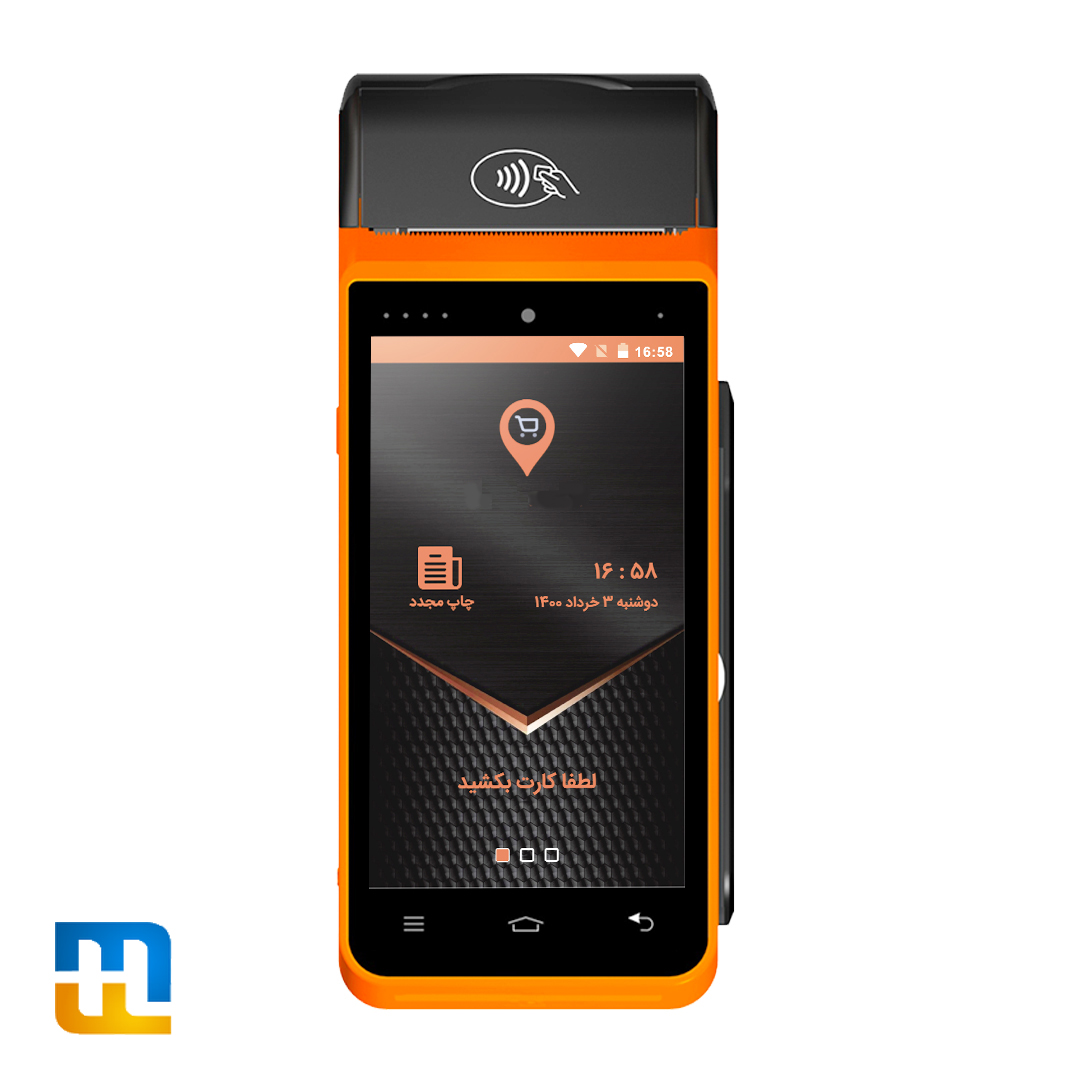 16:58
۱۶ : ۵۸
دوشنبه ۳ خرداد ۱۴۰۰
چاپ مجدد
لطفا کارت بکشید